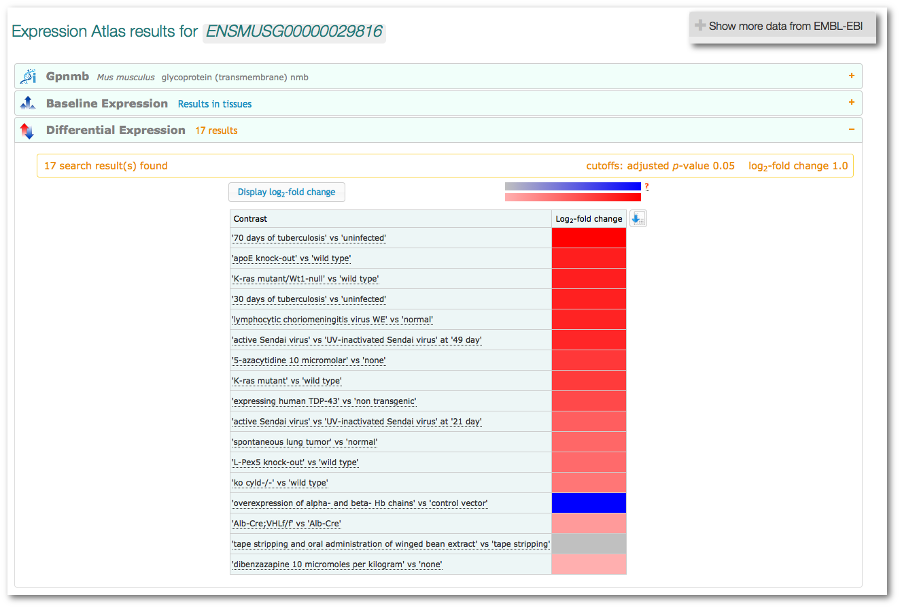 Expression Atlas results for ENSMUSG00000029816
Show more data from EMBL-EBI
Gpnmb Mus musculus glycoprotein (transmembrane) nmb +
Baseline Expression Results in tissues +
Differential Expression 17 results −
17 search result(s) found cutoffs: adjusted p-value 0.05 log2-fold change 1.0
Display log2-fold change ?
Contrast Log2-fold change
'70 days of tuberculosis' vs 'uninfected'
'apoE knock-out' vs 'wild type'
'K-ras mutant/Wt1-null' vs 'wild type'
'30 days of tuberculosis' vs 'uninfected'
'lymphocytic choriomeningitis virus WE' vs 'normal'
'active Sendai virus' vs 'UV-inactivated Sendai virus' at '49 day'
'5-azacytidine 10 micromolar' vs 'none'
'K-ras mutant' vs 'wild type'
'expressing human TDP-43' vs 'non transgenic'
'active Sendai virus' vs 'UV-inactivated Sendai virus' at '21 day'
'spontaneous lung tumor' vs 'normal'
'L-Pex5 knock-out' vs 'wild type'
'ko cyld-/-' vs 'wild type'
'overexpression of alpha- and beta- Hb chains' vs 'control vector'
'Alb-Cre;VHLf/f' vs 'Alb-Cre'
'tape stripping and oral administration of winged bean extract' vs 'tape stripping'
'dibenzazapine 10 micromoles per kilogram' vs 'none'